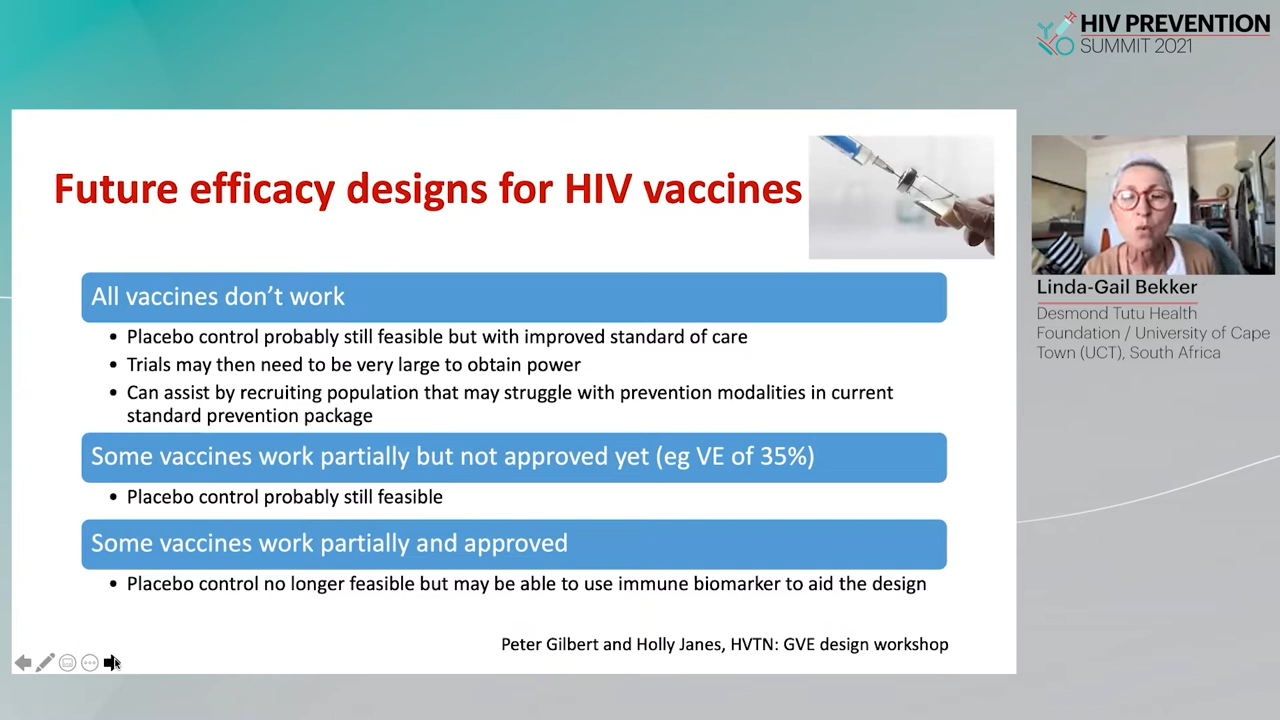 HIV PREVENTION
SUMMIT 2021
Future efficacy designs for HIV vaccines
All vaccines don’t work
• Placebo control probably still feasible but with improved standard of care
• Trials may then need to be very large to obtain power
• Can assist by recruiting population that may struggle with prevention modalities in current
standard prevention package
Some vaccines work partially but not approved yet (eg VE of 35%)
• Placebo control probably still feasible
Some vaccines work partially and approved
• Placebo control no longer feasible but may be able to use immune biomarker to aid the design
Peter Gilbert and Holly Janes, HVTN: GVE design workshop
Linda-Gail Bekker
Desmond Tutu Health
Foundation / University of Cape
Town (UCT), South Africa